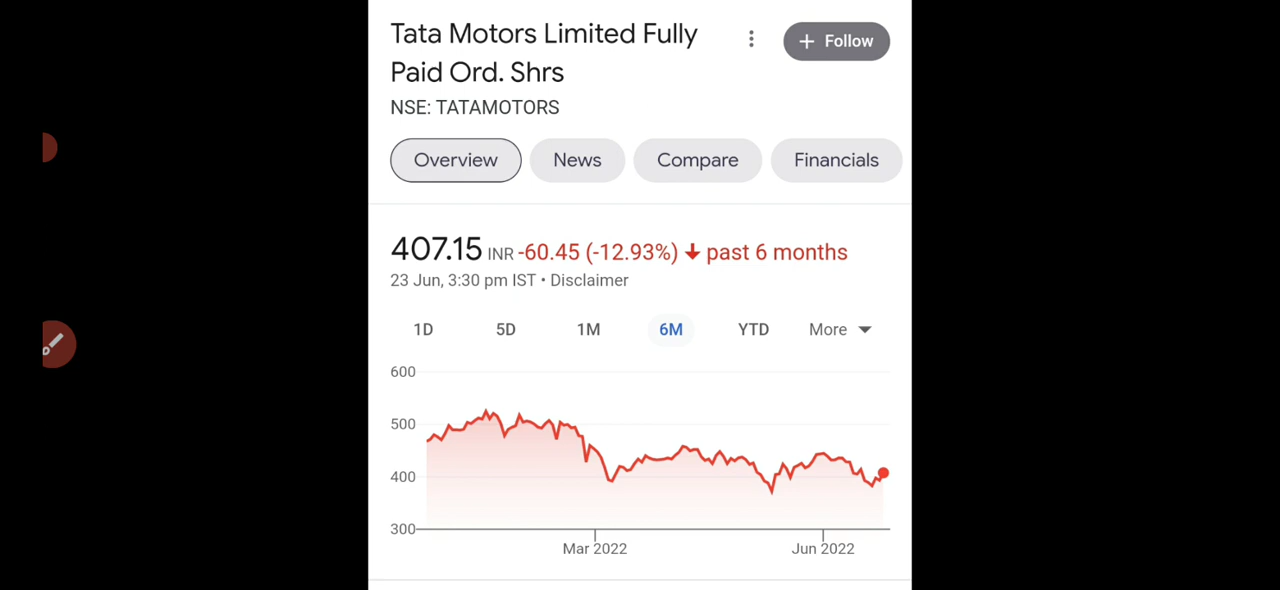 Tata Motors Limited Fully
Paid Ord. Shrs
+ Follow
NSE: TATAMOTORS
Overview News Compare Financials
407.15 INR -60.45 (-12.93%) ↓ past 6 months
23 Jun, 3:30 pm IST • Disclaimer
1D 5D 1M 6M YTD More
600
500
400
300
Mar 2022 Jun 2022